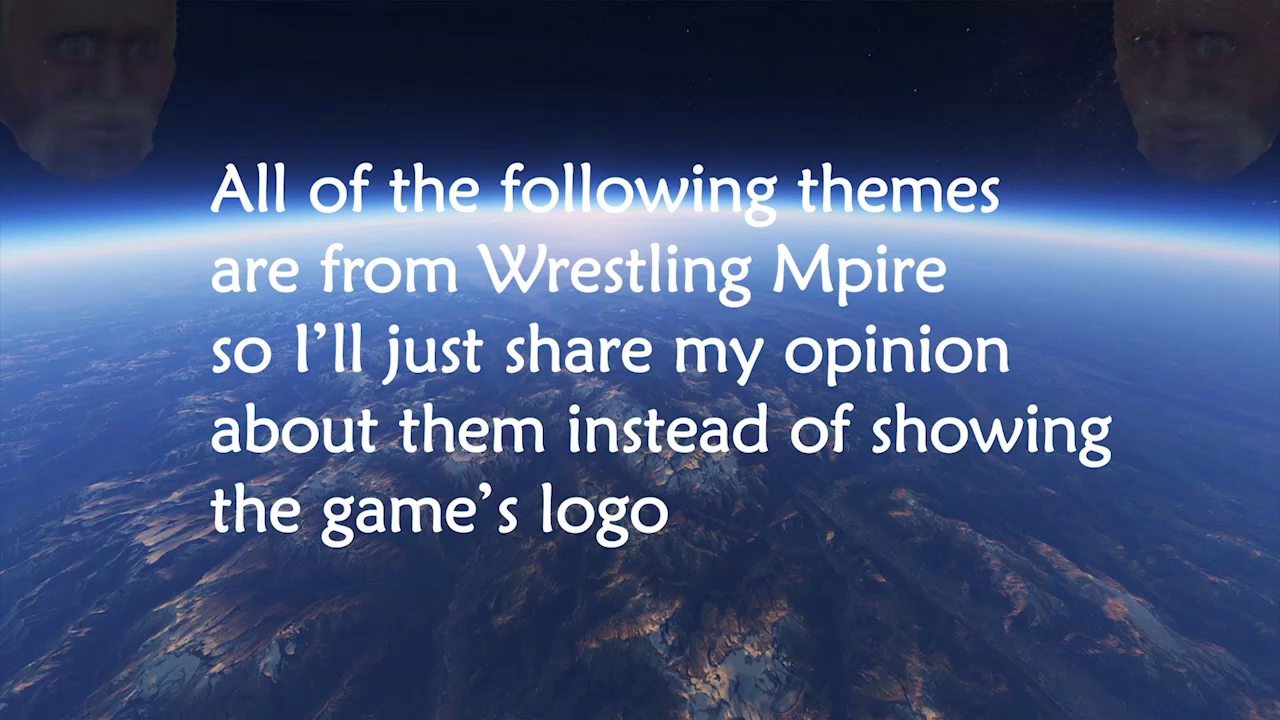 All of the following themes
are from Wrestling Mpire
so I’ll just share my opinion
about them instead of showing
the game’s logo